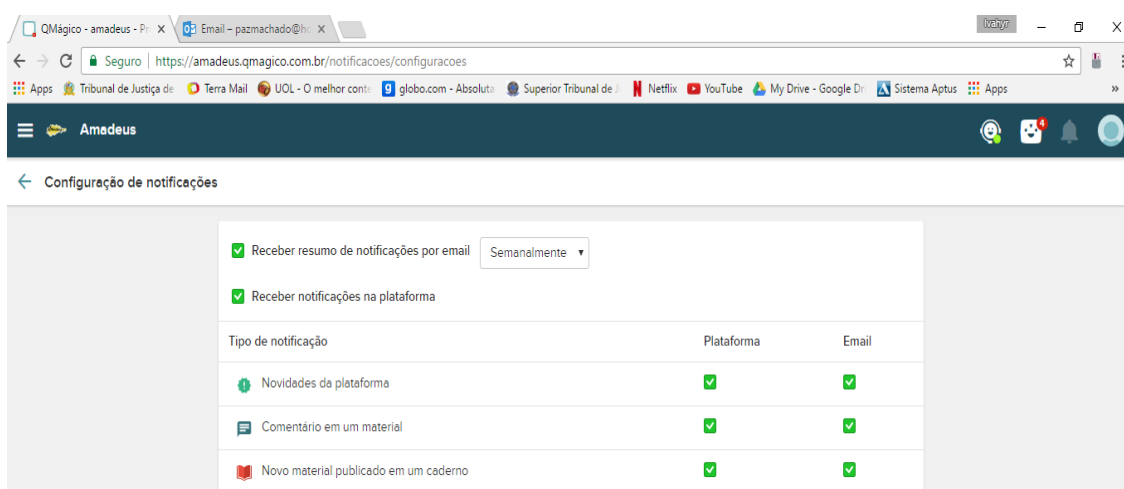 QMágico - amadeus - Pr
Email – pazmachado@ho
Ivahyr
Seguro | https://amadeus.qmagico.com.br/notificacoes/configuracoes
Apps Tribunal de Justiça de Terra Mail UOL - O melhor conte globo.com - Absoluta Superior Tribunal de J Netflix YouTube My Drive - Google Dri Sistema Aptus Apps »
Amadeus
4
Configuração de notificações
Receber resumo de notificações por email Semanalmente
Receber notificações na plataforma
Tipo de notificação Plataforma Email
Novidades da plataforma
Comentário em um material
Novo material publicado em um caderno